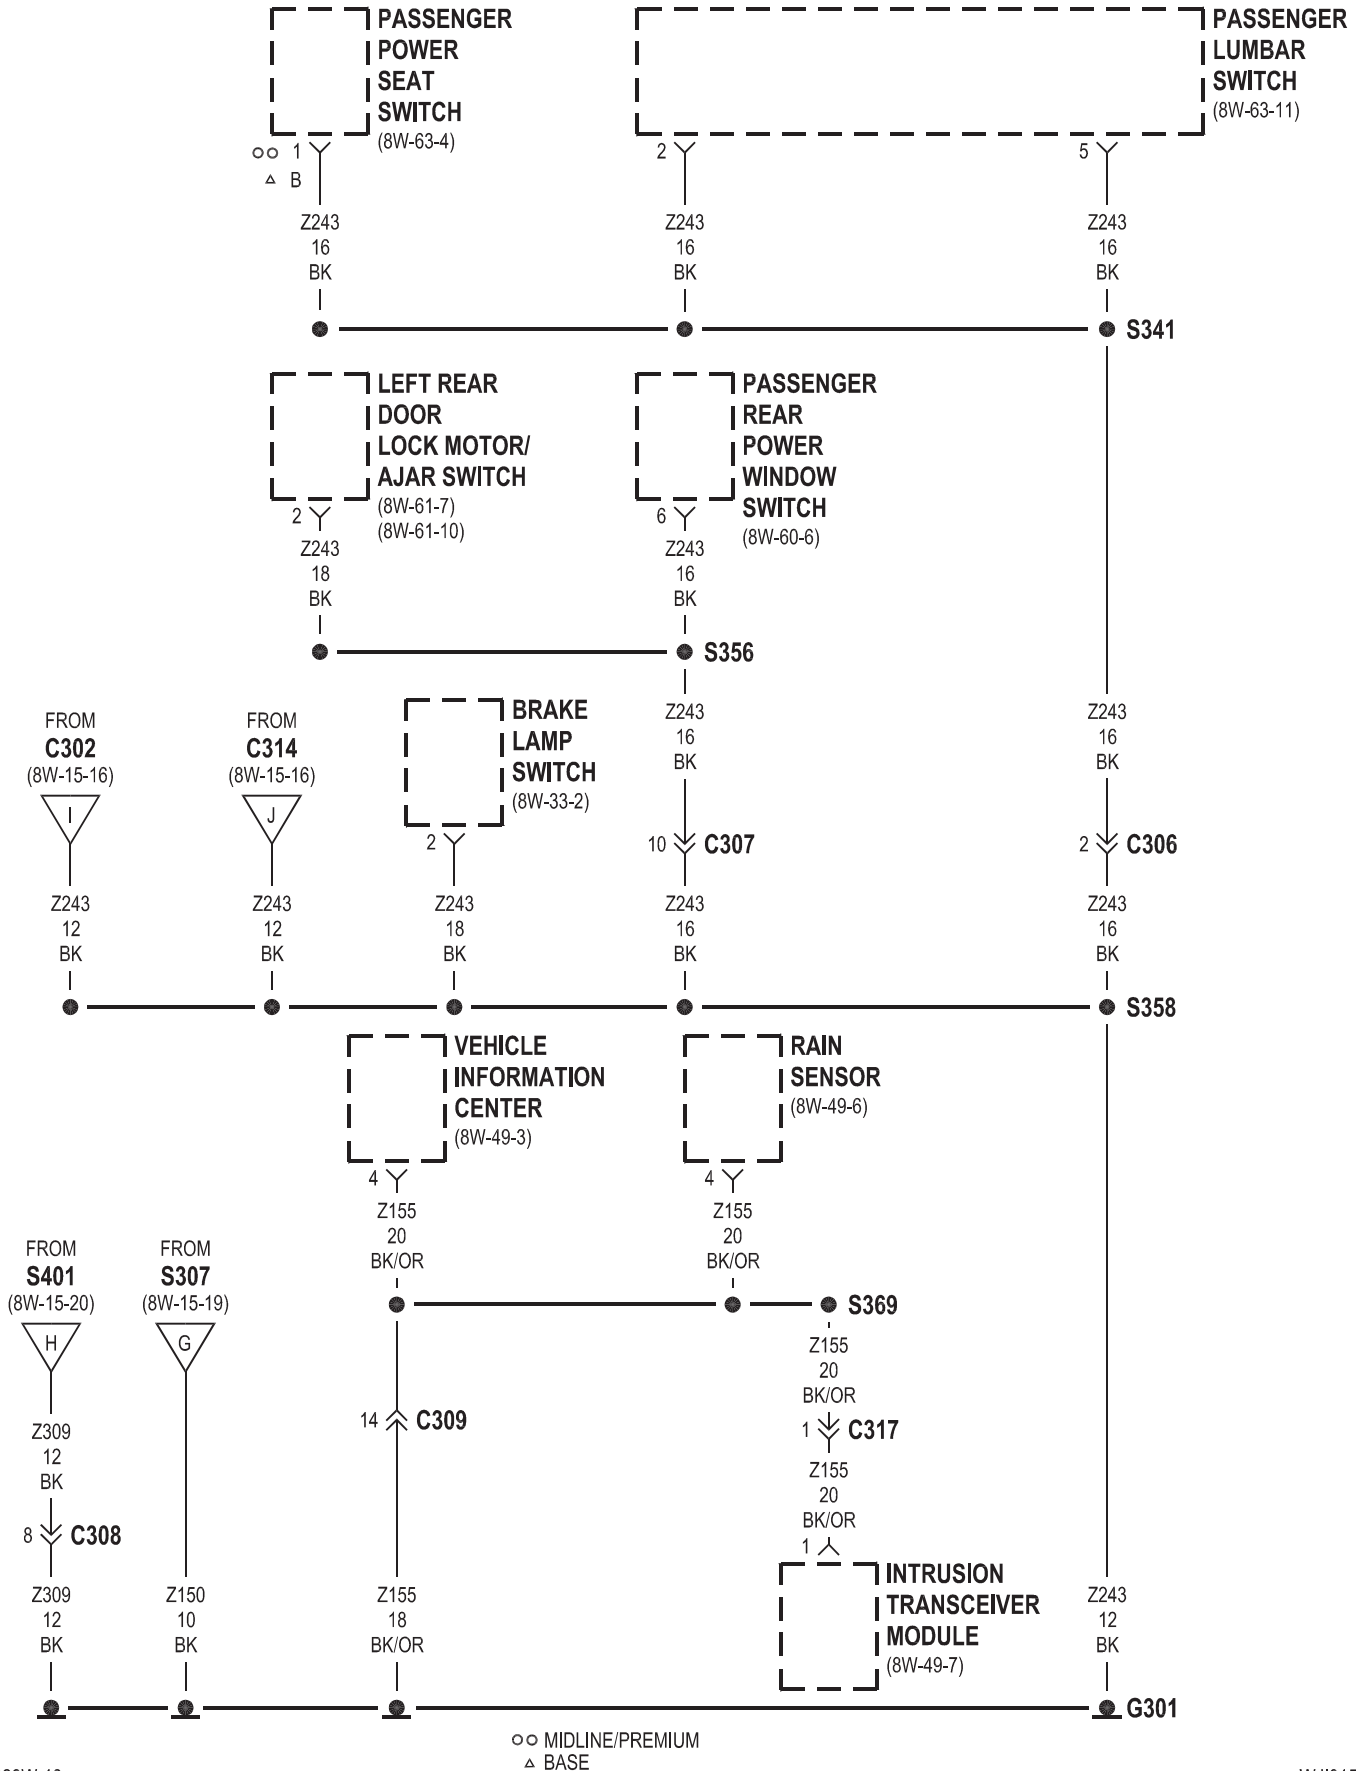 PASSENGER
POWER
SEAT
SWITCH
(8W-63-4)
PASSENGER
LUMBAR
SWITCH
(8W-63-11)
1
B
2
5
Z243
16
BK
Z243
16
BK
Z243
16
BK
S341
LEFT REAR
DOOR
LOCK MOTOR/
AJAR SWITCH
(8W-61-7)
(8W-61-10)
PASSENGER
REAR
POWER
WINDOW
SWITCH
(8W-60-6)
2
6
Z243
18
BK
Z243
16
BK
S356
FROM
C302
(8W-15-16)
I
FROM
C314
(8W-15-16)
J
BRAKE
LAMP
SWITCH
(8W-33-2)
2
Z243
16
BK
Z243
16
BK
10
C307
2
C306
Z243
12
BK
Z243
12
BK
Z243
18
BK
Z243
16
BK
Z243
16
BK
S358
VEHICLE
INFORMATION
CENTER
(8W-49-3)
RAIN
SENSOR
(8W-49-6)
4
4
Z155
20
BK/OR
Z155
20
BK/OR
FROM
S401
(8W-15-20)
H
FROM
S307
(8W-15-19)
G
S369
Z155
20
BK/OR
14
C309
1
C317
Z309
12
BK
Z155
20
BK/OR
8
C308
1
INTRUSION
TRANSCEIVER
MODULE
(8W-49-7)
Z309
12
BK
Z150
10
BK
Z155
18
BK/OR
Z243
12
BK
G301
MIDLINE/PREMIUM
BASE